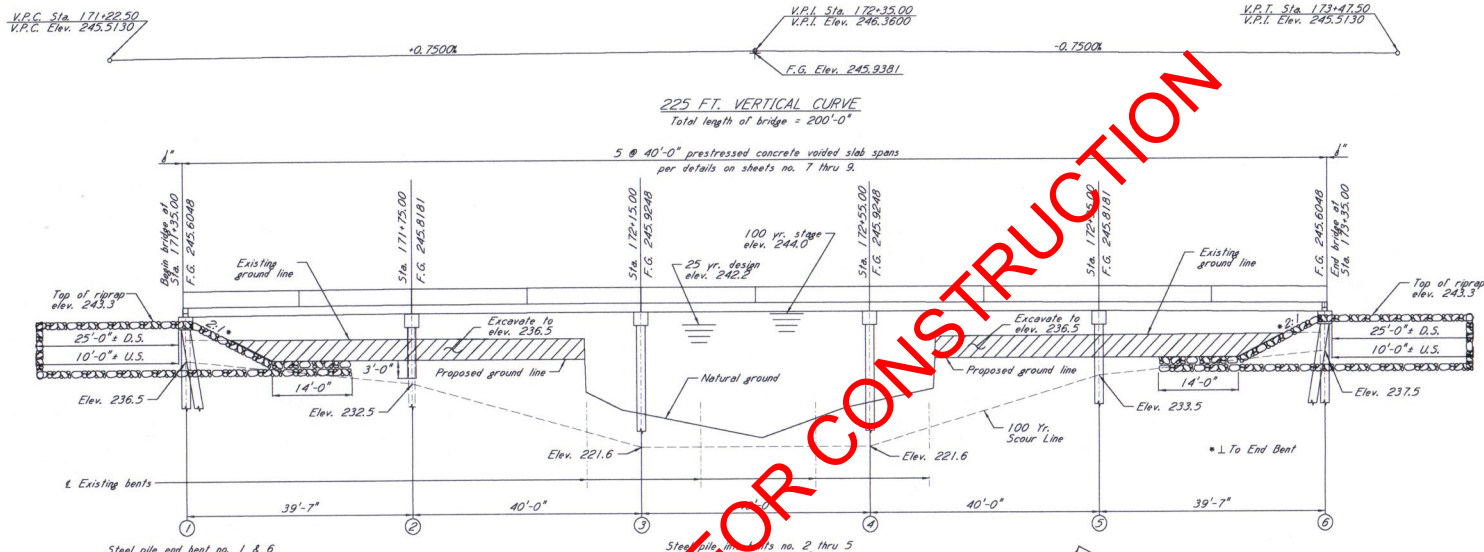 V.P.C. Sta. 171+22.50
V.P.C. Elev. 245.5130
V.P.I. Sta. 172+35.00
V.P.I. Elev. 246.3600
V.P.T. Sta. 173+47.50
V.P.I. Elev. 245.5130
+0.7500%
-0.7500%
F.G. Elev. 245.9381
225 FT. VERTICAL CURVE
Total length of bridge = 200'-0"
5 @ 40'-0" prestressed concrete voided slab spans
per details on sheets no. 7 thru 9.
Begin bridge at
Sta. 171+35.00
F.G. 245.6048
Sta. 171+75.00
F.G. 245.8181
Sta. 172+15.00
F.G. 245.9248
Sta. 172+55.00
F.G. 245.9248
F.G. 245.8181
F.G. 245.6048
End bridge at
Sta. 173+35.00
FOR CONSTRUCTION
100 yr. stage
elev. 244.0
25 yr. design
elev. 242.2
Existing
ground line
Existing
ground line
Top of riprap
elev. 243.3
Top of riprap
elev. 243.3
2:1 *
* 2:1
25'-0"± D.S.
10'-0"± U.S.
25'-0"± D.S.
10'-0"± U.S.
Excavate to
elev. 236.5
Excavate to
elev. 236.5
3'-0"
Proposed ground line
Natural ground
Proposed ground line
14'-0"
14'-0"
Elev. 236.5
Elev. 232.5
Elev. 233.5
Elev. 237.5
100 Yr.
Scour Line
Elev. 221.6
Elev. 221.6
* ⊥ To End Bent
℄ Existing bents
39'-7"
40'-0"
40'-0"
39'-7"
1
2
3
4
5
6
Steel pile end bent no. 1 & 6
Steel pile bents no. 2 thru 5